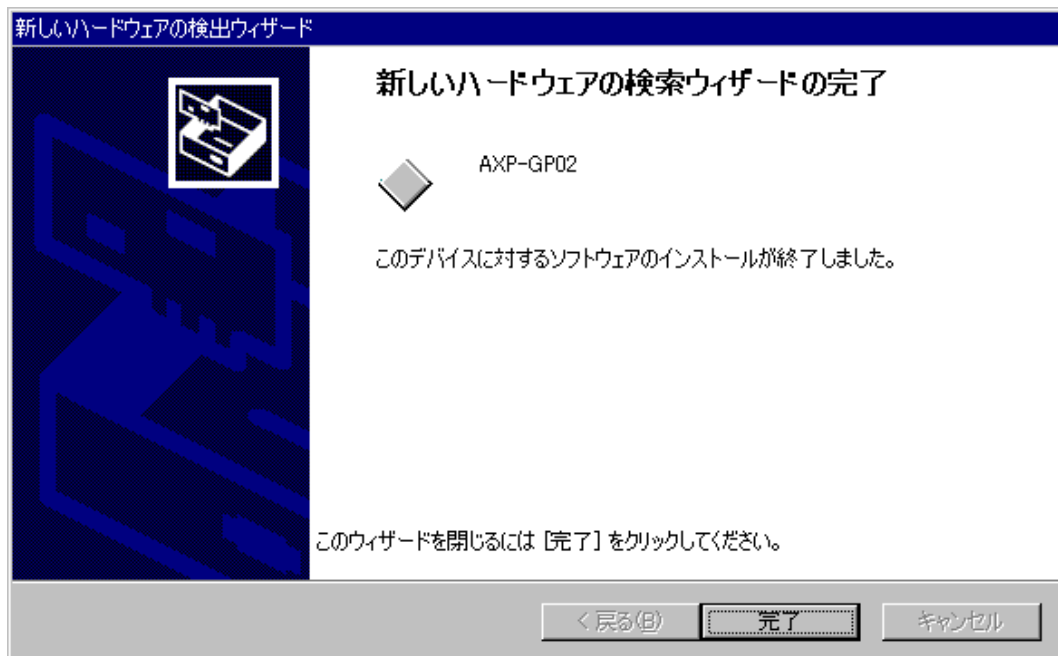 新しいハードウェアの検出ウィザード
新しいハードウェアの検索ウィザードの完了
AXP-GP02
このデバイスに対するソフトウェアのインストールが終了しました。
このウィザードを閉じるには [完了] をクリックしてください。
< 戻る(B)
完了
キャンセル